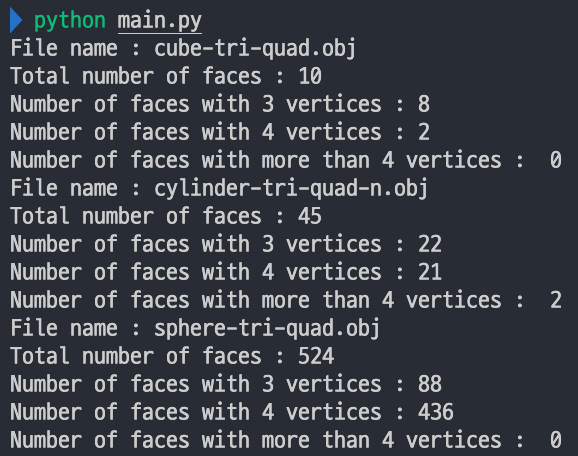 python main.py
File name : cube-tri-quad.obj
Total number of faces : 10
Number of faces with 3 vertices : 8
Number of faces with 4 vertices : 2
Number of faces with more than 4 vertices :  0
File name : cylinder-tri-quad-n.obj
Total number of faces : 45
Number of faces with 3 vertices : 22
Number of faces with 4 vertices : 21
Number of faces with more than 4 vertices :  2
File name : sphere-tri-quad.obj
Total number of faces : 524
Number of faces with 3 vertices : 88
Number of faces with 4 vertices : 436
Number of faces with more than 4 vertices :  0